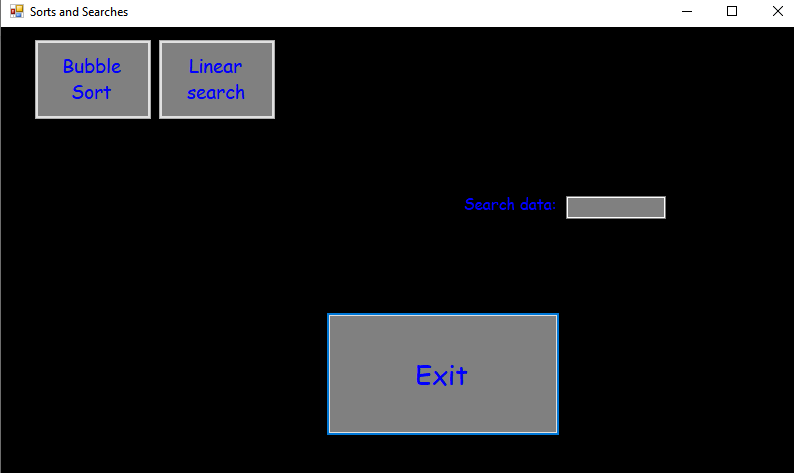 Sorts and Searches
Bubble
Sort
Linear
search
Search data:
Exit